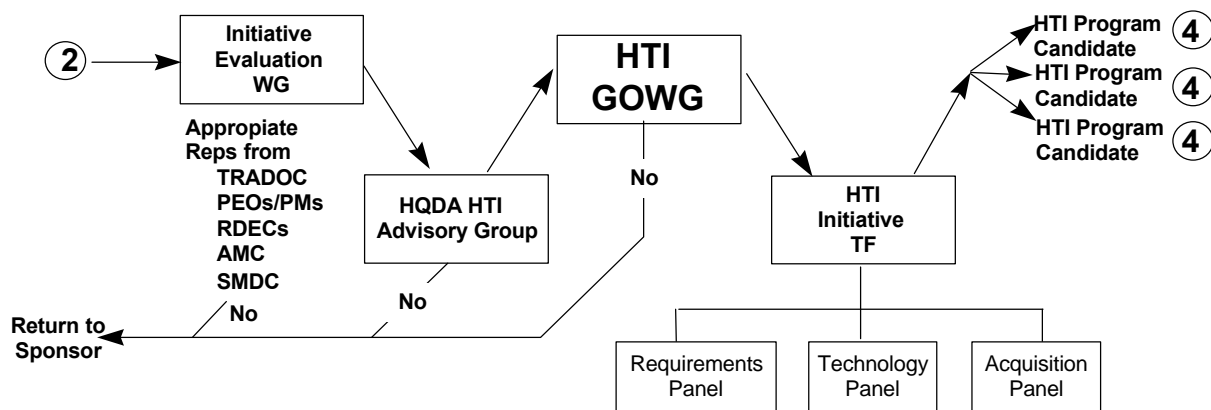 2
Initiative
Evaluation
WG
Appropiate
Reps from
TRADOC
PEOs/PMs
RDECs
AMC
SMDC
No
Return to
Sponsor
HQDA HTI
Advisory Group
No
HTI
GOWG
No
HTI
Initiative
TF
Requirements
Panel
Technology
Panel
Acquisition
Panel
HTI Program
Candidate
4
HTI Program
Candidate
4
HTI Program
Candidate
4